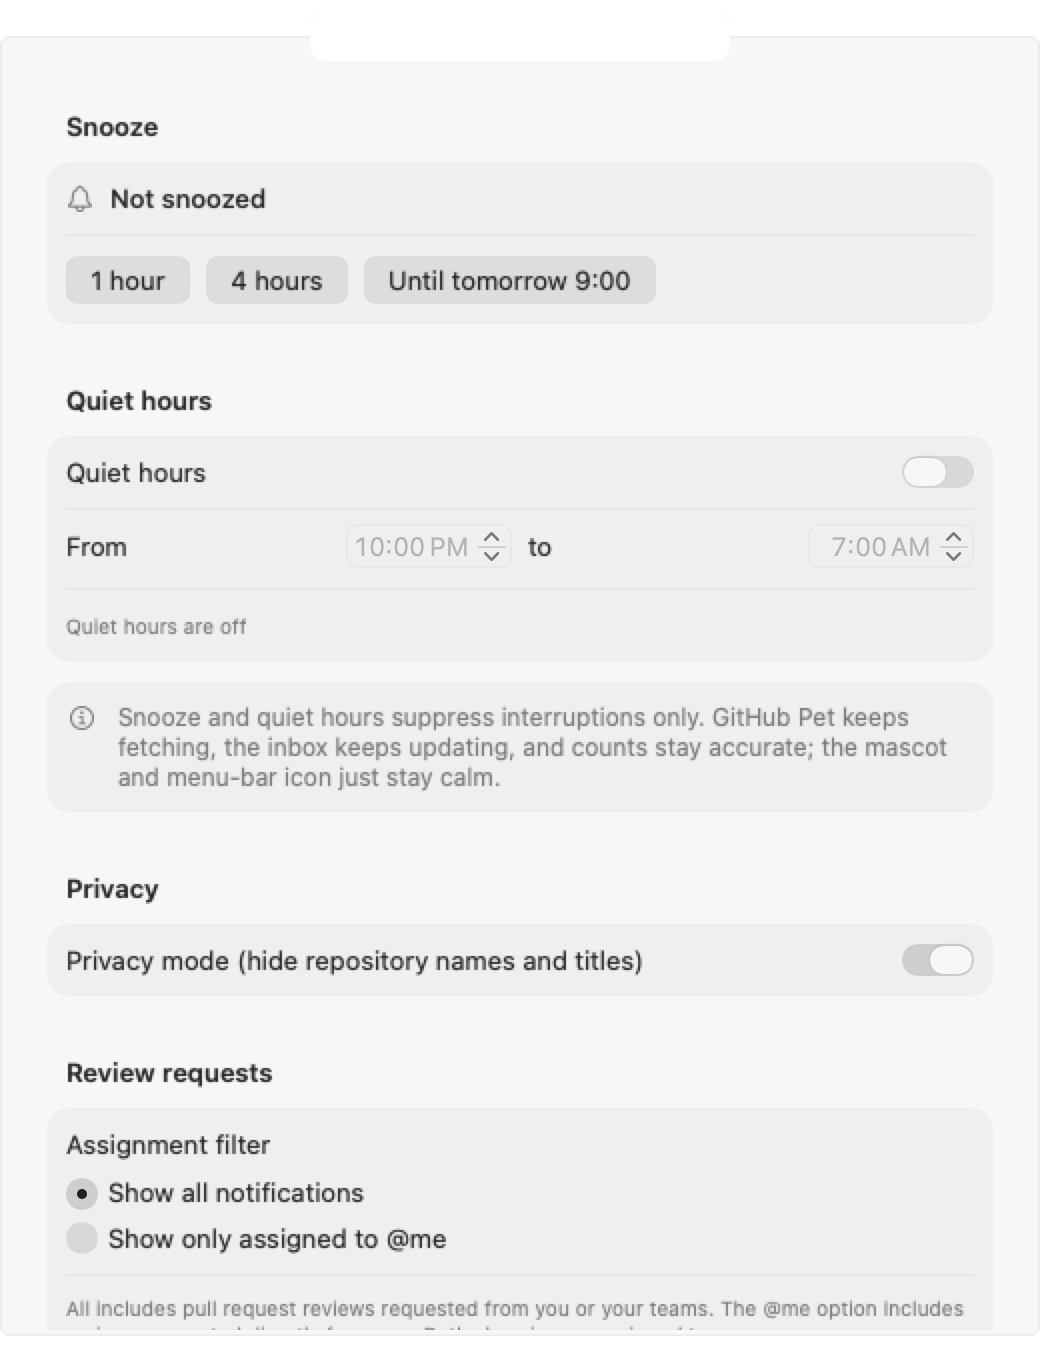 Snooze
Not snoozed
1 hour
4 hours
Until tomorrow 9:00
Quiet hours
Quiet hours
From 10:00 PM to 7:00 AM
Quiet hours are off
Snooze and quiet hours suppress interruptions only. GitHub Pet keeps
fetching, the inbox keeps updating, and counts stay accurate; the mascot
and menu-bar icon just stay calm.
Privacy
Privacy mode (hide repository names and titles)
Review requests
Assignment filter
Show all notifications
Show only assigned to @me
All includes pull request reviews requested from you or your teams. The @me option includes